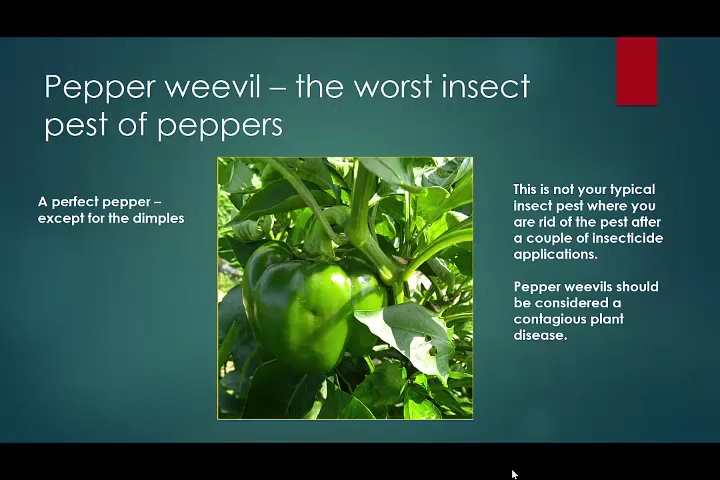 Pepper weevil – the worst insect
pest of peppers
A perfect pepper –
except for the dimples
This is not your typical
insect pest where you
are rid of the pest after
a couple of insecticide
applications.
Pepper weevils should
be considered a
contagious plant
disease.